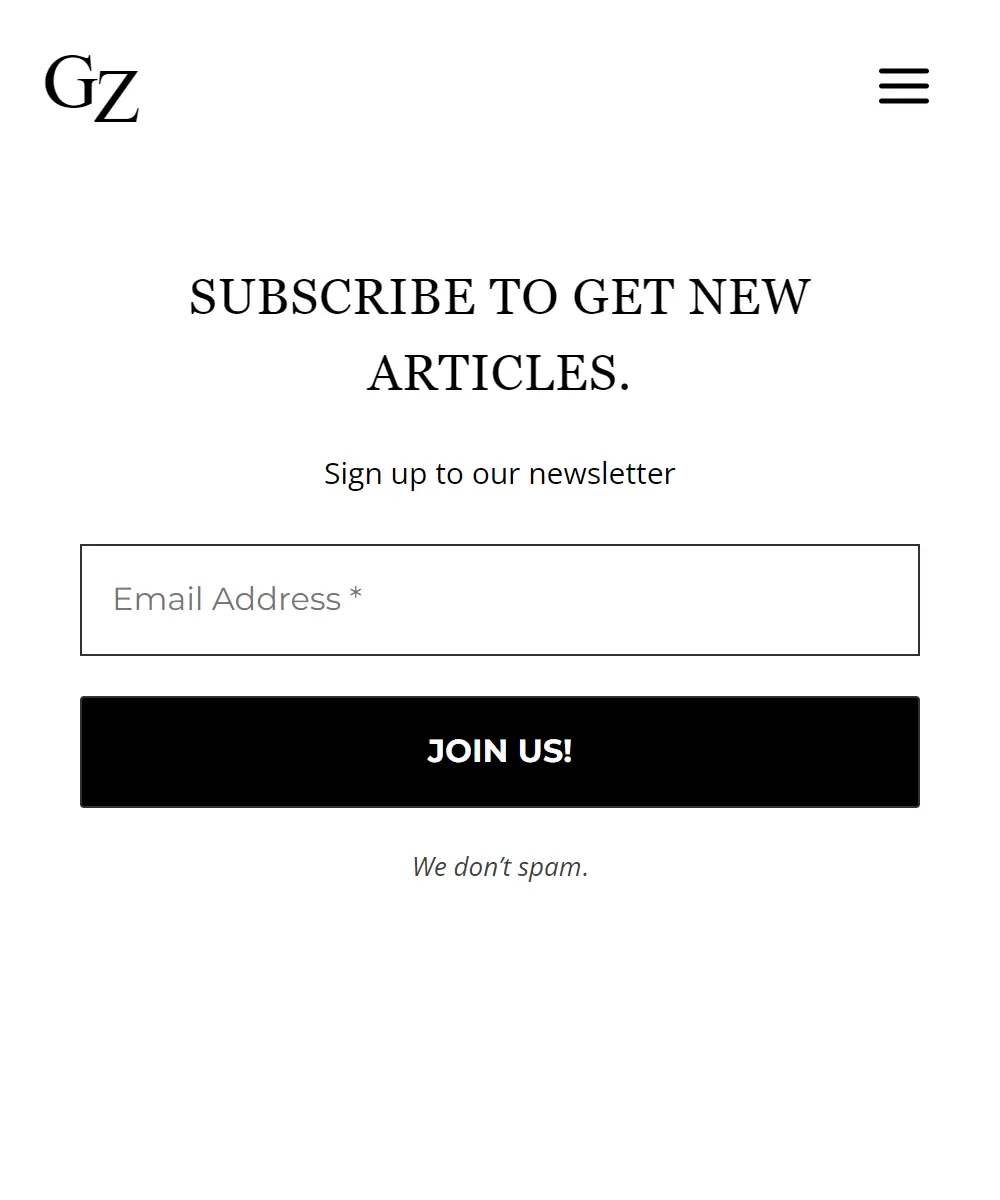 GZ
SUBSCRIBE TO GET NEW
ARTICLES.
Sign up to our newsletter
Email Address *
JOIN US!
We don’t spam.